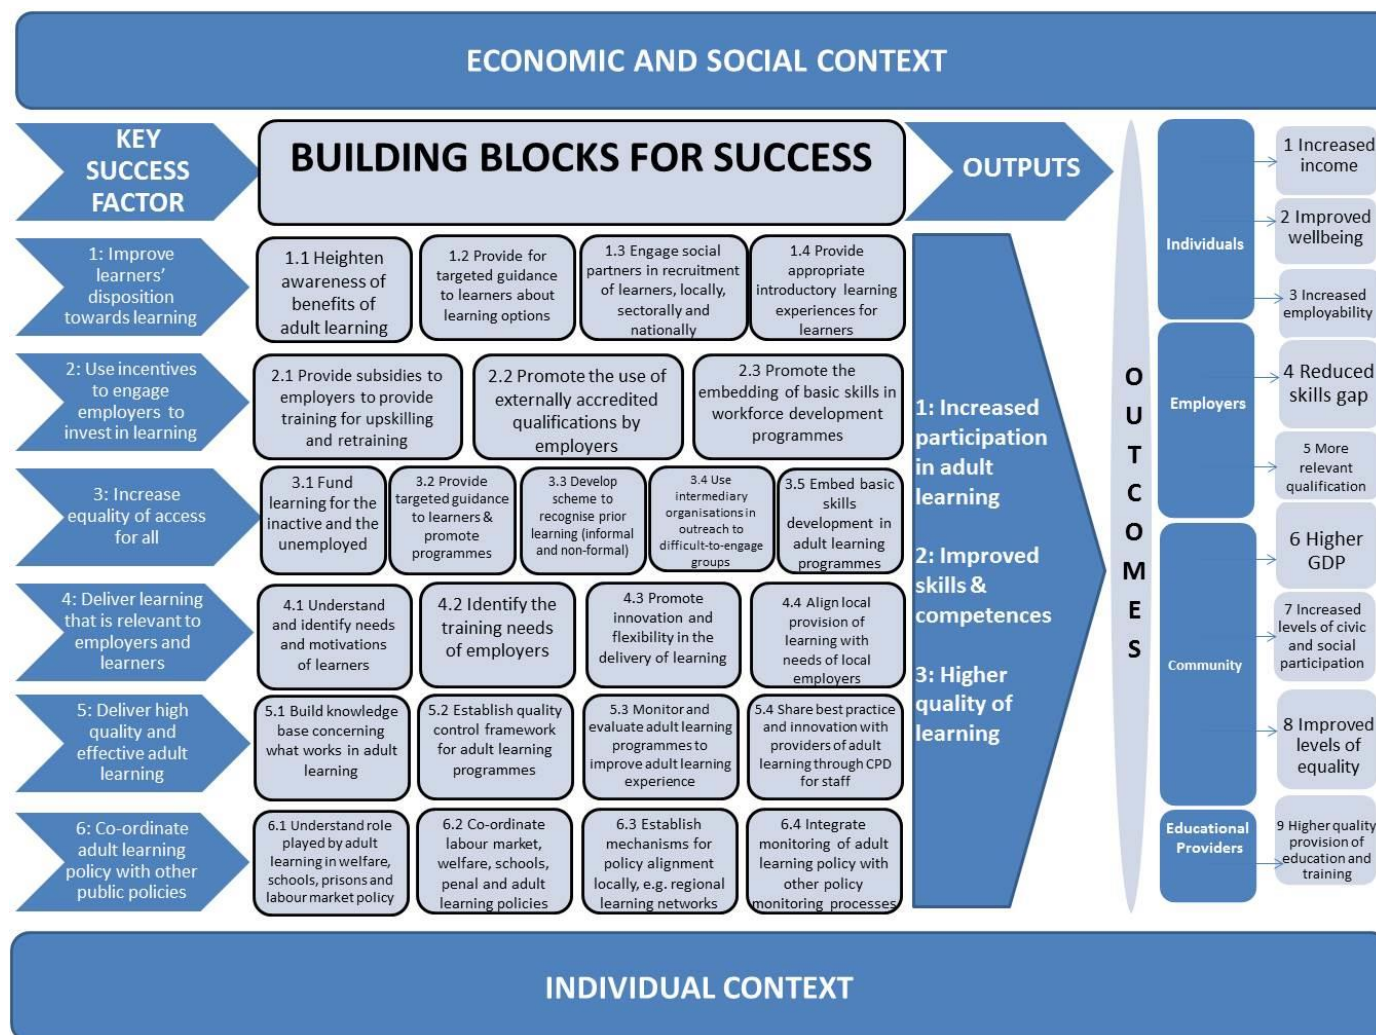 ECONOMIC AND SOCIAL CONTEXT
KEY
SUCCESS
FACTOR
BUILDING BLOCKS FOR SUCCESS
OUTPUTS
1: Improve
learners'
disposition
towards learning
1.1 Heighten
awareness of
benefits of
adult learning
1.2 Provide for
targeted guidance
to learners about
learning options
1.3 Engage social
partners in recruitment
of learners, locally,
sectorally and
nationally
1.4 Provide
appropriate
introductory learning
experiences for
learners
2: Use incentives
to engage
employers to
invest in learning
2.1 Provide subsidies to
employers to provide
training for upskilling
and retraining
2.2 Promote the use of
externally accredited
qualifications by
employers
2.3 Promote the
embedding of basic skills in
workforce development
programmes
3: Increase
equality of access
for all
3.1 Fund
learning for the
inactive and the
unemployed
3.2 Provide
targeted guidance
to learners &
promote
programmes
3.3 Develop
scheme to
recognise prior
learning (informal
and non-formal)
3.4 Use
intermediary
organisations in
outreach to
difficult-to-engage
groups
3.5 Embed basic
skills
development in
adult learning
programmes
4: Deliver learning
that is relevant to
employers and
learners
4.1 Understand
and identify needs
and motivations
of learners
4.2 Identify the
training needs
of employers
4.3 Promote
innovation and
flexibility in the
delivery of learning
4.4 Align local
provision of
learning with
needs of local
employers
5: Deliver high
quality and
effective adult
learning
5.1 Build knowledge
base concerning
what works in adult
learning
5.2 Establish quality
control framework
for adult learning
programmes
5.3 Monitor and
evaluate adult learning
programmes to
improve adult learning
experience
5.4 Share best practice
and innovation with
providers of adult
learning through CPD
for staff
6: Co-ordinate
adult learning
policy with other
public policies
6.1 Understand role
played by adult
learning in welfare,
schools, prisons and
labour market policy
6.2 Co-ordinate
labour market,
welfare, schools,
penal and adult
learning policies
6.3 Establish
mechanisms for
policy alignment
locally, e.g. regional
learning networks
6.4 Integrate
monitoring of adult
learning policy with
other policy
monitoring processes
1: Increased
participation
in adult
learning
2: Improved
skills &
competences
3: Higher
quality of
learning
OUTCOMES
Individuals
1 Increased
income
2 Improved
wellbeing
3 Increased
employability
Employers
4 Reduced
skills gap
5 More
relevant
qualification
Community
6 Higher
GDP
7 Increased
levels of civic
and social
participation
8 Improved
levels of
equality
Educational
Providers
9 Higher quality
provision of
education and
training
INDIVIDUAL CONTEXT